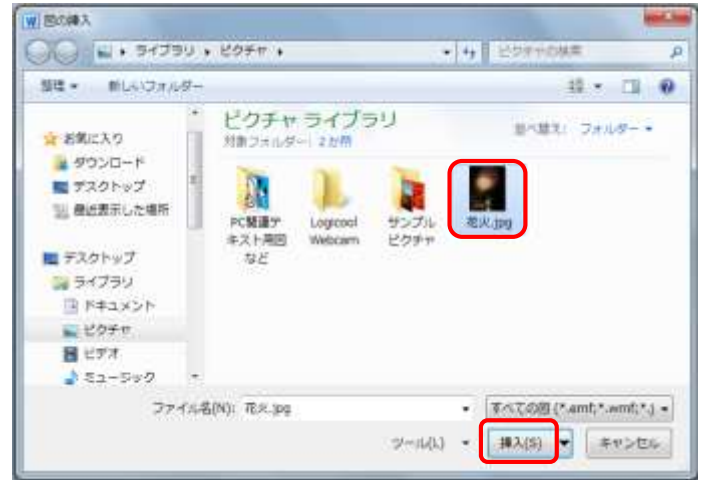 図の挿入
ライブラリ ▸ ピクチャ ▸
ピクチャの検索
整理 ▾ 新しいフォルダー
ピクチャ ライブラリ
対象フォルダー: 2 か所
並べ替え: フォルダー ▾
お気に入り
ダウンロード
デスクトップ
最近表示した場所
デスクトップ
ライブラリ
ドキュメント
ピクチャ
ビデオ
ミュージック
PC関連テ
キスト用図
など
Logicool
Webcam
サンプル
ピクチャ
花火.jpg
ファイル名(N): 花火.jpg
すべての図 (*.emf;*.wmf;*.j
ツール(L)
挿入(S)
キャンセル